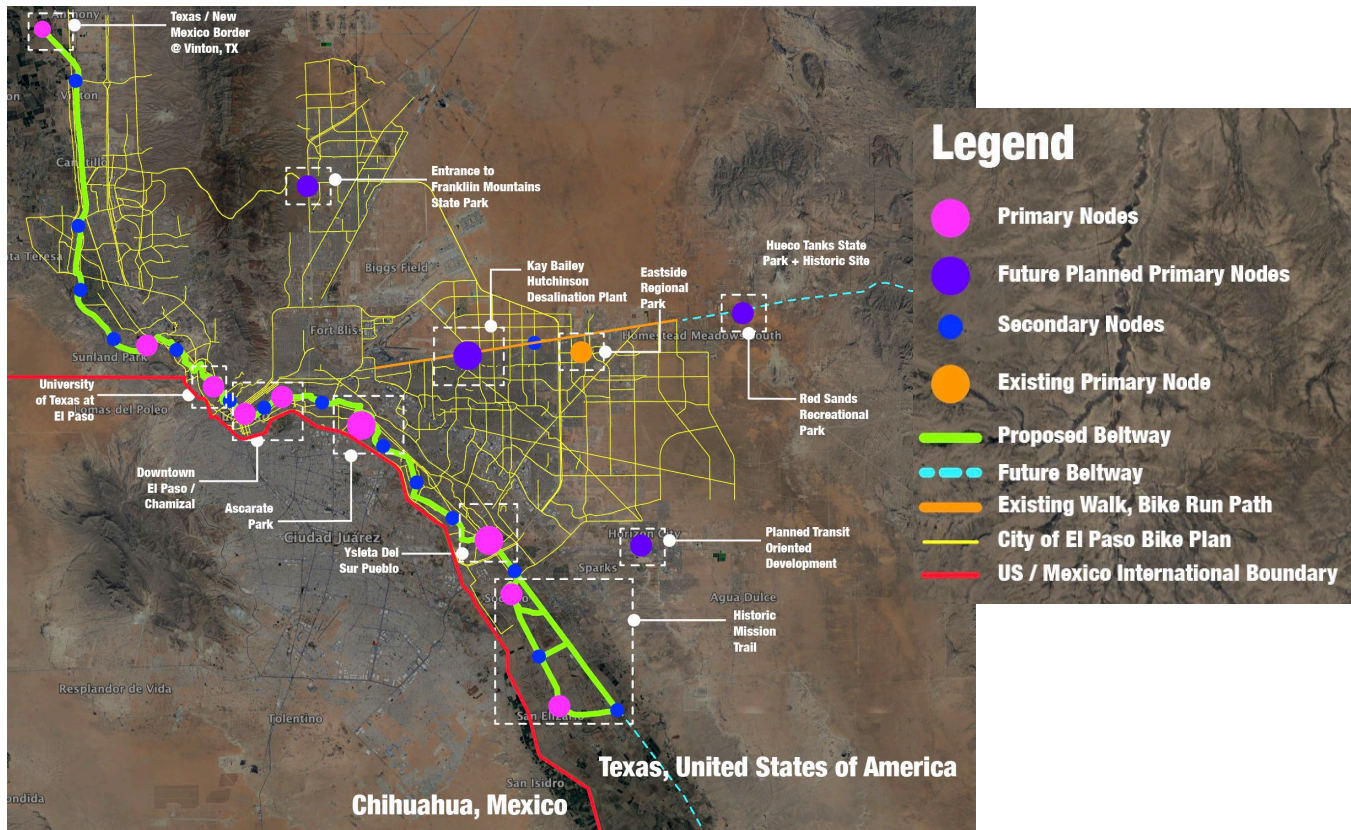 Anthony
Texas / New
Mexico Border
@ Vinton, TX
Vinton
Canutillo
Entrance to
Frankliin Mountains
State Park
Biggs Field
Kay Bailey
Hutchinson
Desalination Plant
Eastside
Regional
Park
Hueco Tanks State
Park + Historic Site
ta Teresa
Fort Bliss
Homestead Meadows South
Sunland Park
University
of Texas at
El Paso
Lomas del Poleo
Red Sands
Recreational
Park
Downtown
El Paso /
Chamizal
Ascarate
Park
Ciudad Juárez
Ysleta Del
Sur Pueblo
Horizon City
Planned Transit
Oriented
Development
Sparks
Socorro
Agua Dulce
Historic
Mission
Trail
Resplandor de Vida
Tolentino
San Elizario
San Isidro
ondida
Texas, United States of America
Chihuahua, Mexico
Legend
Primary Nodes
Future Planned Primary Nodes
Secondary Nodes
Existing Primary Node
Proposed Beltway
Future Beltway
Existing Walk, Bike Run Path
City of El Paso Bike Plan
US / Mexico International Boundary